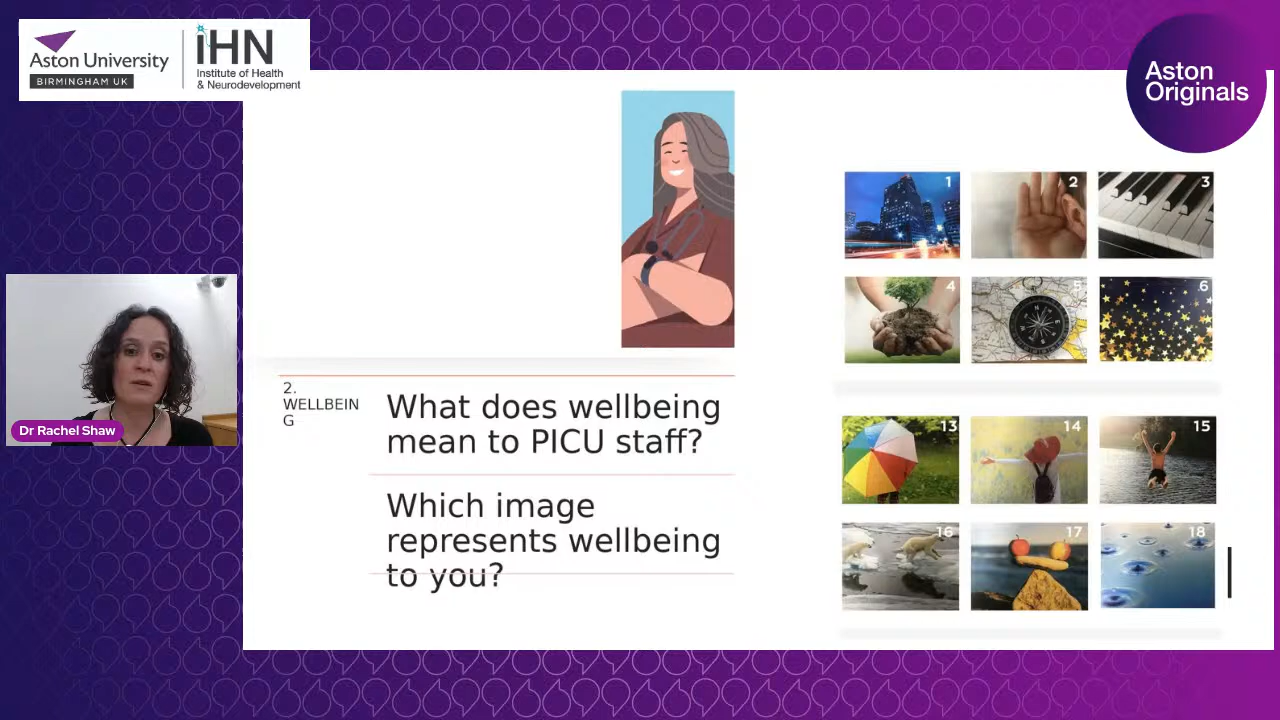 Aston University
BIRMINGHAM UK
iHN
Institute of Health
& Neurodevelopment
Aston
Originals
Dr Rachel Shaw
2.
WELLBEIN
G
What does wellbeing
mean to PICU staff?
Which image
represents wellbeing
to you?
1
2
3
4
5
6
13
14
15
16
17
18